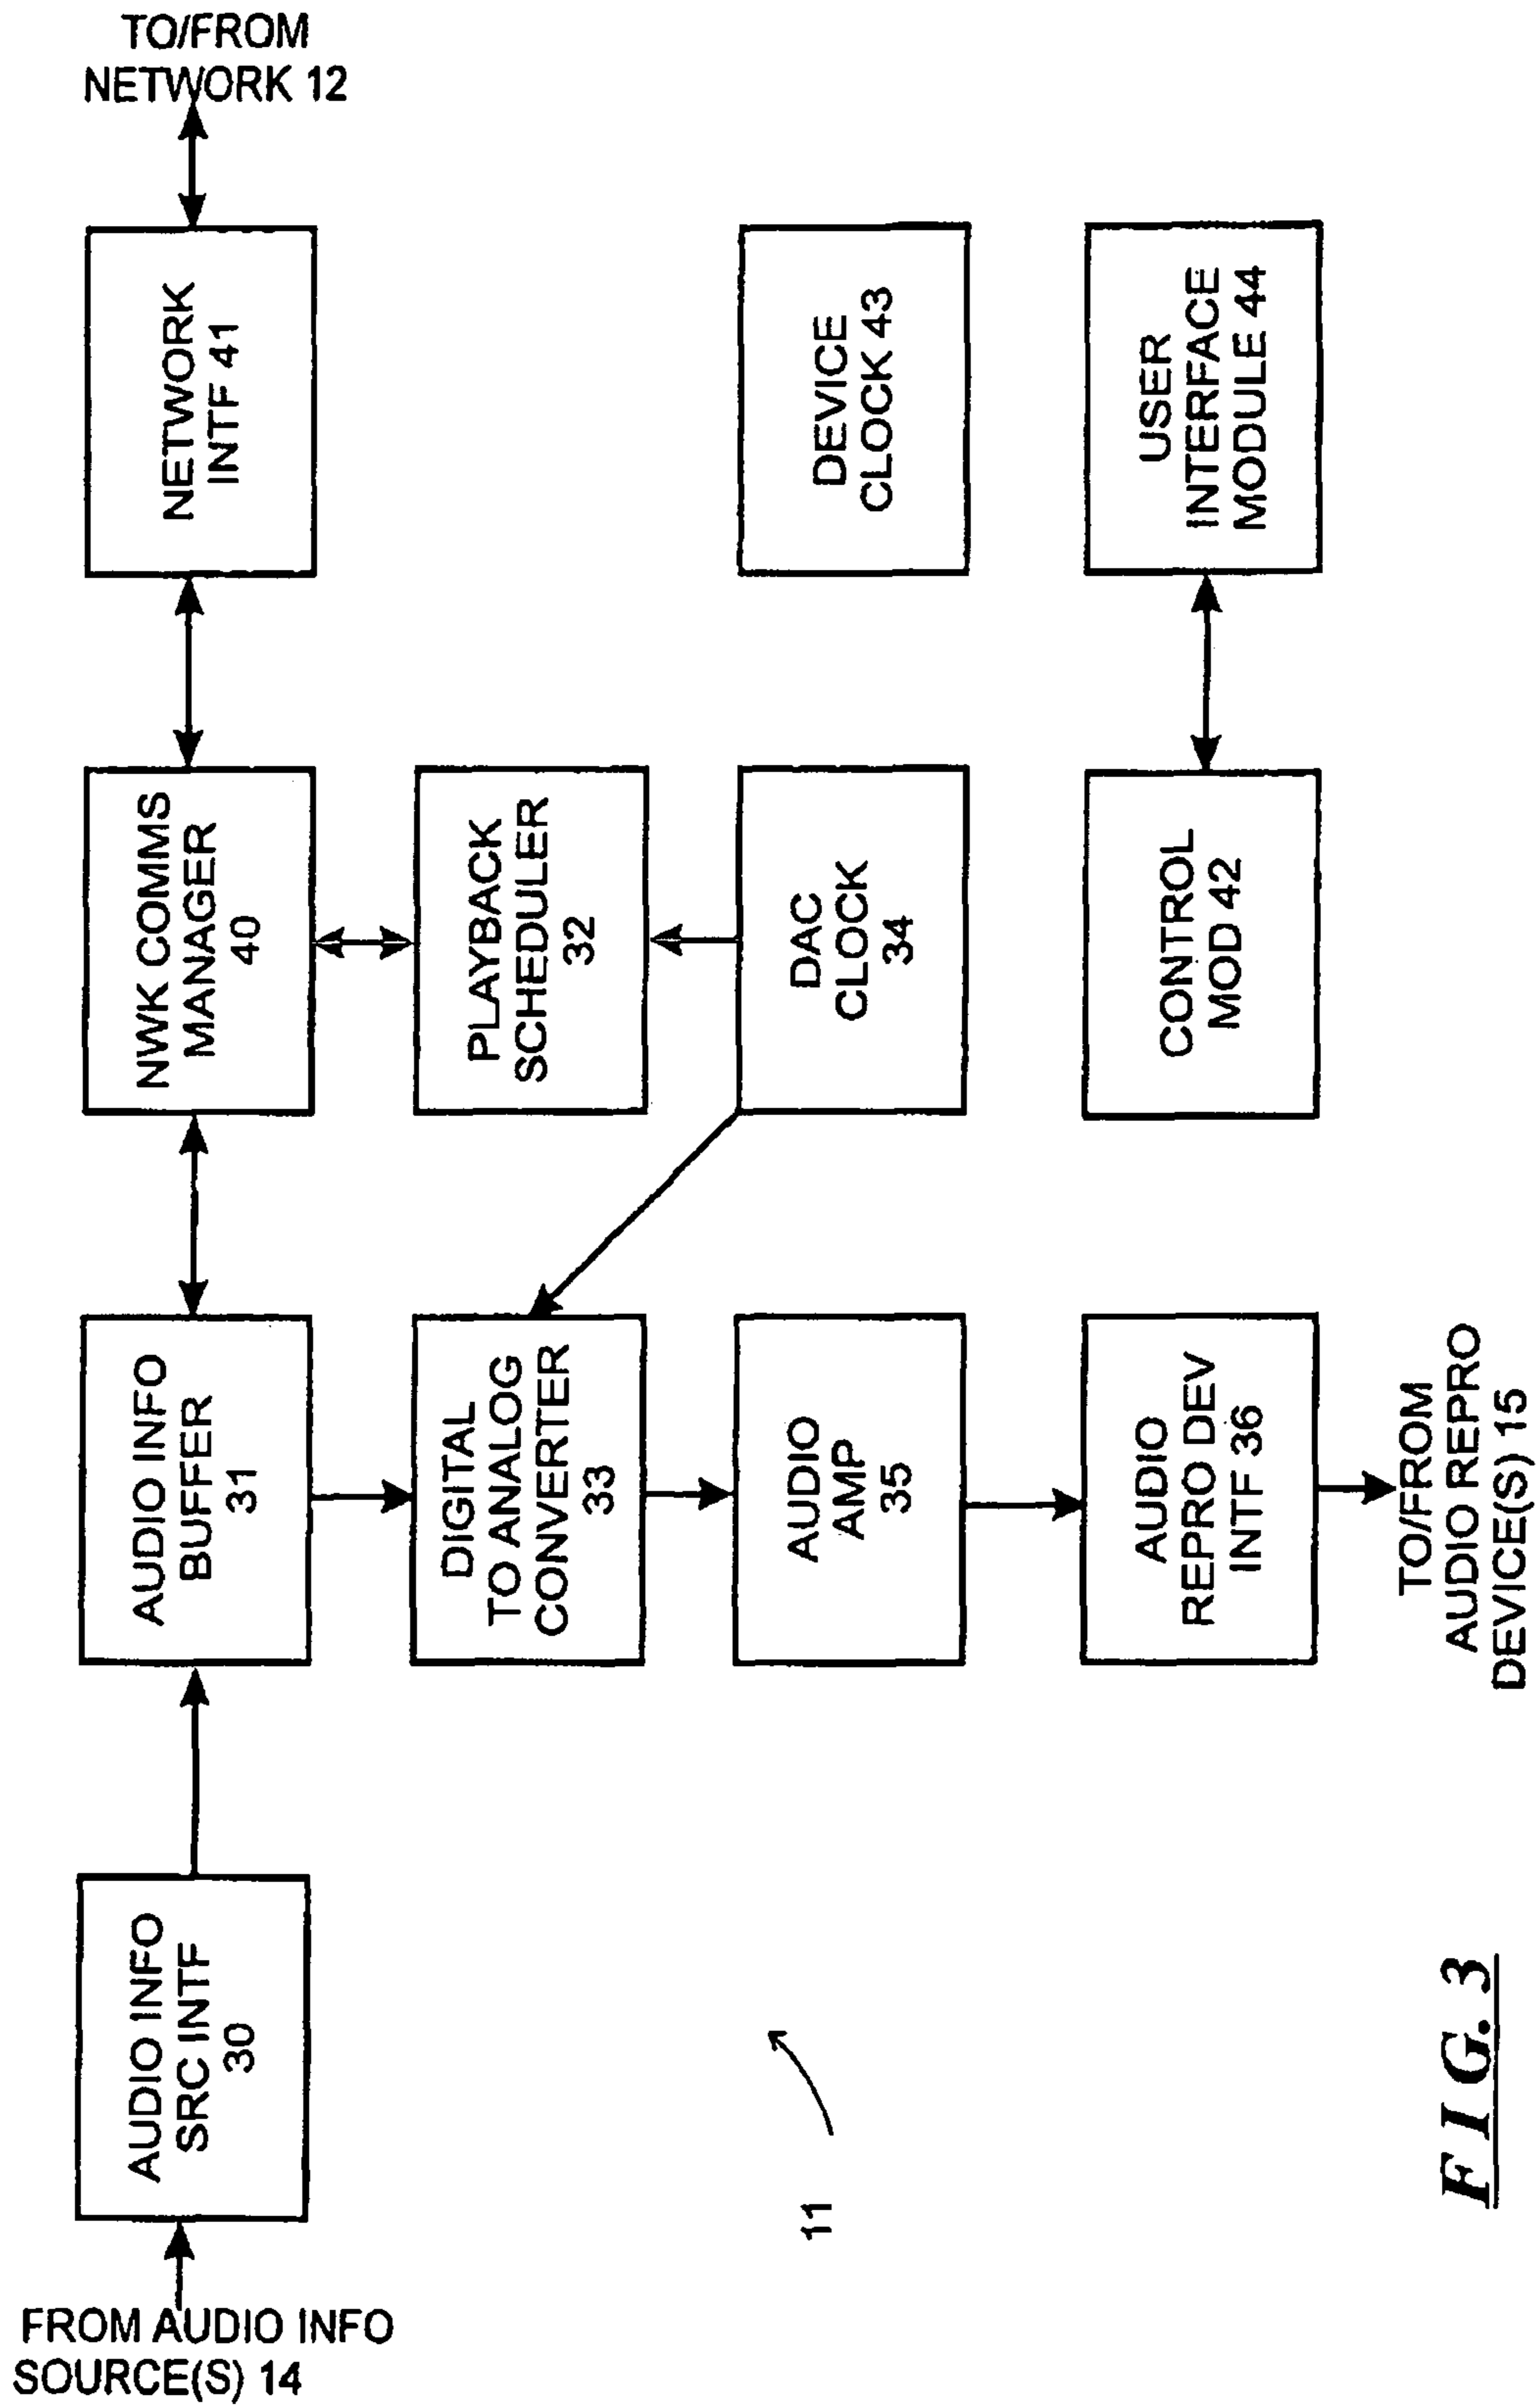 FROM AUDIO INFO
SOURCE(S) 14
AUDIO INFO
SRC INTF
30
AUDIO INFO
BUFFER
31
NWK COMMS
MANAGER
40
NETWORK
INTF 41
TO/FROM
NETWORK 12
DIGITAL
TO ANALOG
CONVERTER
33
PLAYBACK
SCHEDULER
32
11
AUDIO
AMP
35
DAC
CLOCK
34
DEVICE
CLOCK 43
AUDIO
REPRO DEV
INTF 36
CONTROL
MOD 42
USER
INTERFACE
MODULE 44
TO/FROM
AUDIO REPRO
DEVICE(S) 15
FIG. 3